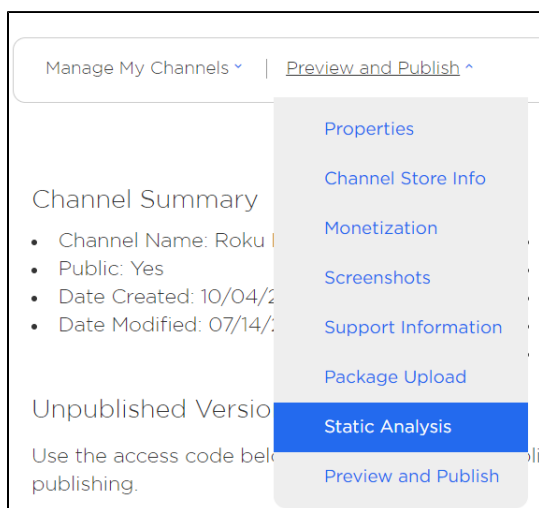 Manage My Channels | Preview and Publish
Properties
Channel Store Info
Monetization
Screenshots
Support Information
Package Upload
Static Analysis
Preview and Publish
Channel Summary
• Channel Name: Roku
• Public: Yes
• Date Created: 10/04/2
• Date Modified: 07/14/
Unpublished Versio
Use the access code
publishing.